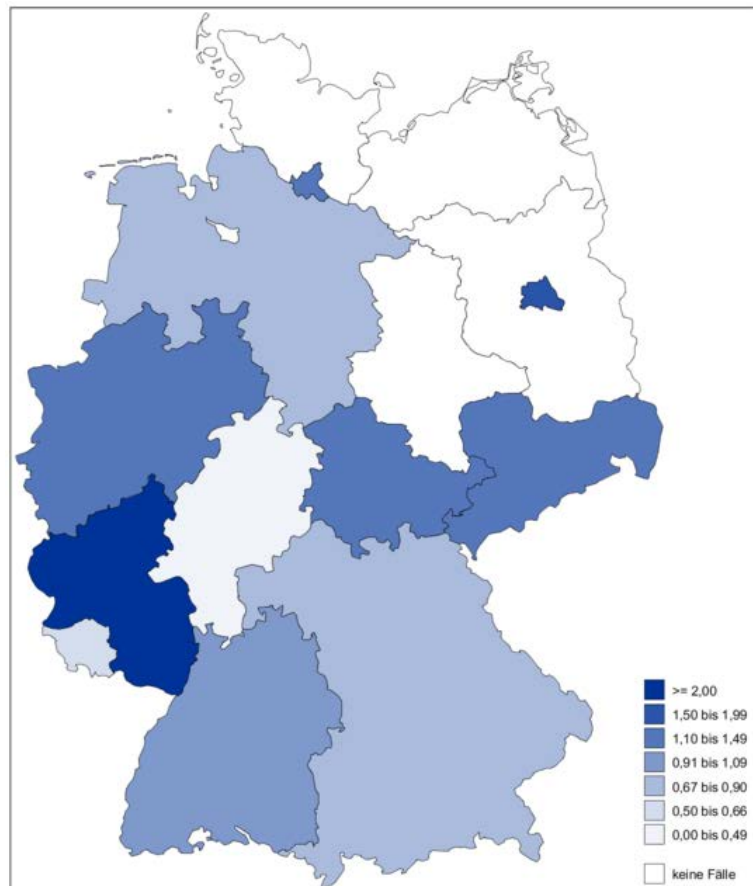 >= 2,00
1,50 bis 1,99
1,10 bis 1,49
0,91 bis 1,09
0,67 bis 0,90
0,50 bis 0,66
0,00 bis 0,49
keine Fälle